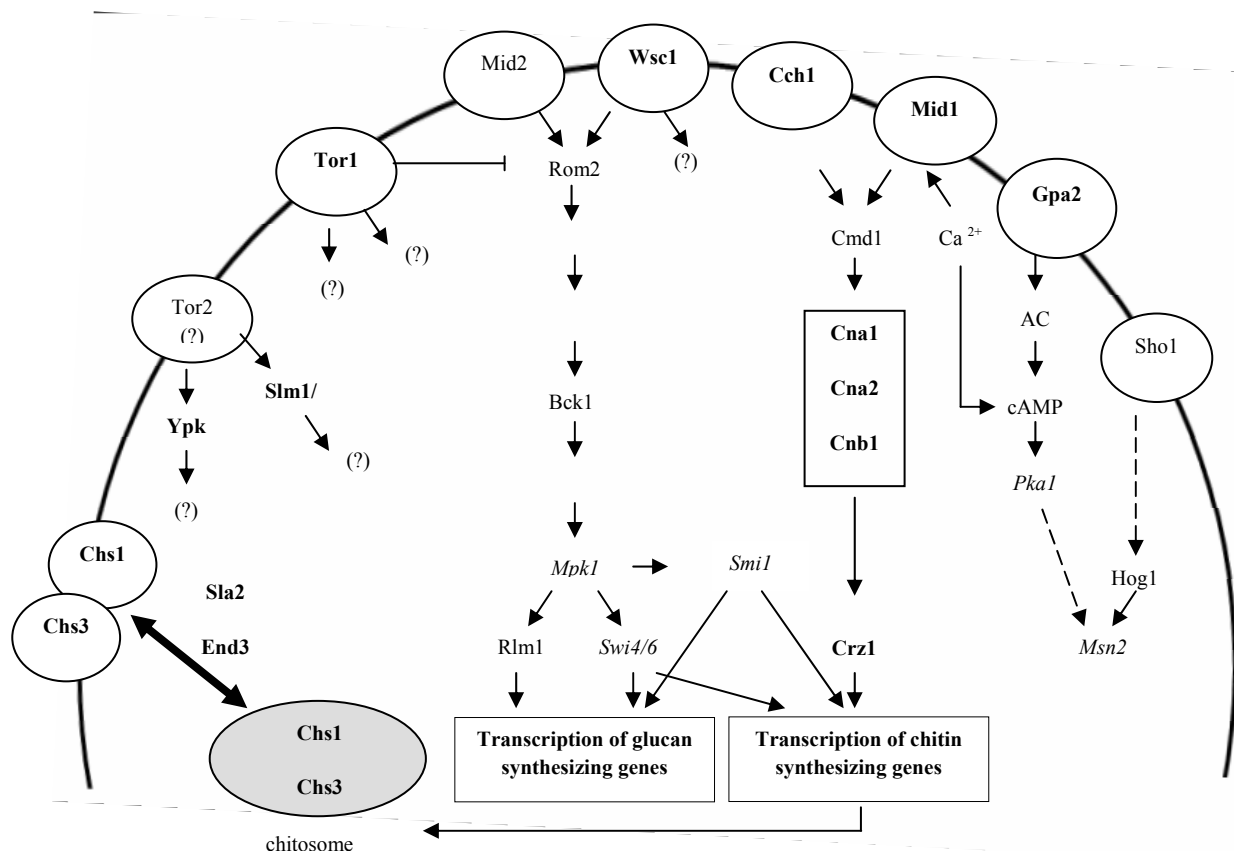 Mid2
Wsc1
Cch1
Mid1
Tor1
Rom2
(?)
Gpa2
(?)
(?)
Cmd1
Ca 2+
Tor2
(?)
AC
Sho1
Cna1
Cna2
Cnb1
Slm1/
Ypk
Bck1
cAMP
(?)
(?)
Pka1
Chs1
Chs3
Sla2
End3
Mpk1
Smi1
Hog1
Rlm1
Swi4/6
Crz1
Msn2
Chs1
Chs3
chitosome
Transcription of glucan
synthesizing genes
Transcription of chitin
synthesizing genes